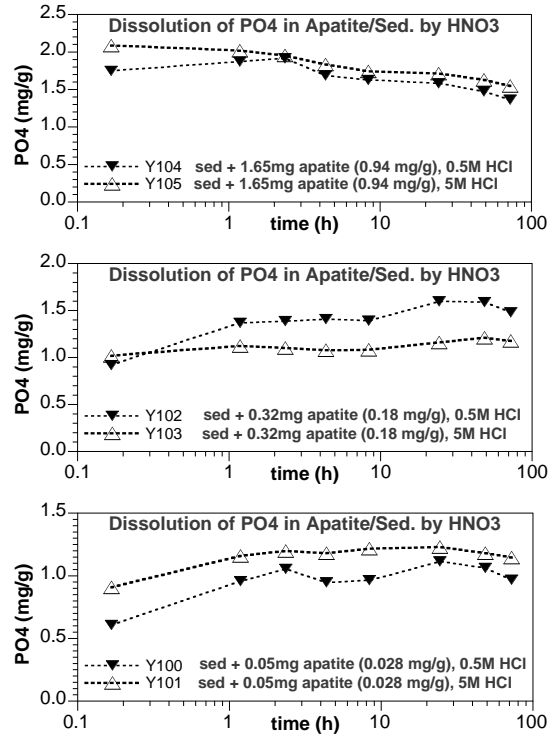 Dissolution of PO4 in Apatite/Sed. by HNO3
2.5
2.0
1.5
1.0
0.5
0.0
PO4 (mg/g)
Y104 sed + 1.65mg apatite (0.94 mg/g), 0.5M HCl
Y105 sed + 1.65mg apatite (0.94 mg/g), 5M HCl
0.1 1 10 100
time (h)
Dissolution of PO4 in Apatite/Sed. by HNO3
2.0
1.5
1.0
0.5
0.0
PO4 (mg/g)
Y102 sed + 0.32mg apatite (0.18 mg/g), 0.5M HCl
Y103 sed + 0.32mg apatite (0.18 mg/g), 5M HCl
0.1 1 10 100
time (h)
Dissolution of PO4 in Apatite/Sed. by HNO3
1.5
1.0
0.5
0.0
PO4 (mg/g)
Y100 sed + 0.05mg apatite (0.028 mg/g), 0.5M HCl
Y101 sed + 0.05mg apatite (0.028 mg/g), 5M HCl
0.1 1 10 100
time (h)